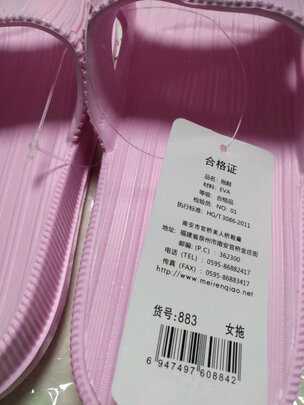 合格证
品名: 拖鞋
材料: EVA
等级: 合格品
检验员: NO: 01
执行标准: HG/T3086-2011
南安市官桥美人桥鞋厂
地址: 福建省泉州市南安官桥金庄街
邮编 (P.C): 362300
电话 (TEL): 0595-86882417
传真 (FAX): 0595-86883417
http://www.meirenqiao.net
货号: 883 女拖
6 947497 608842